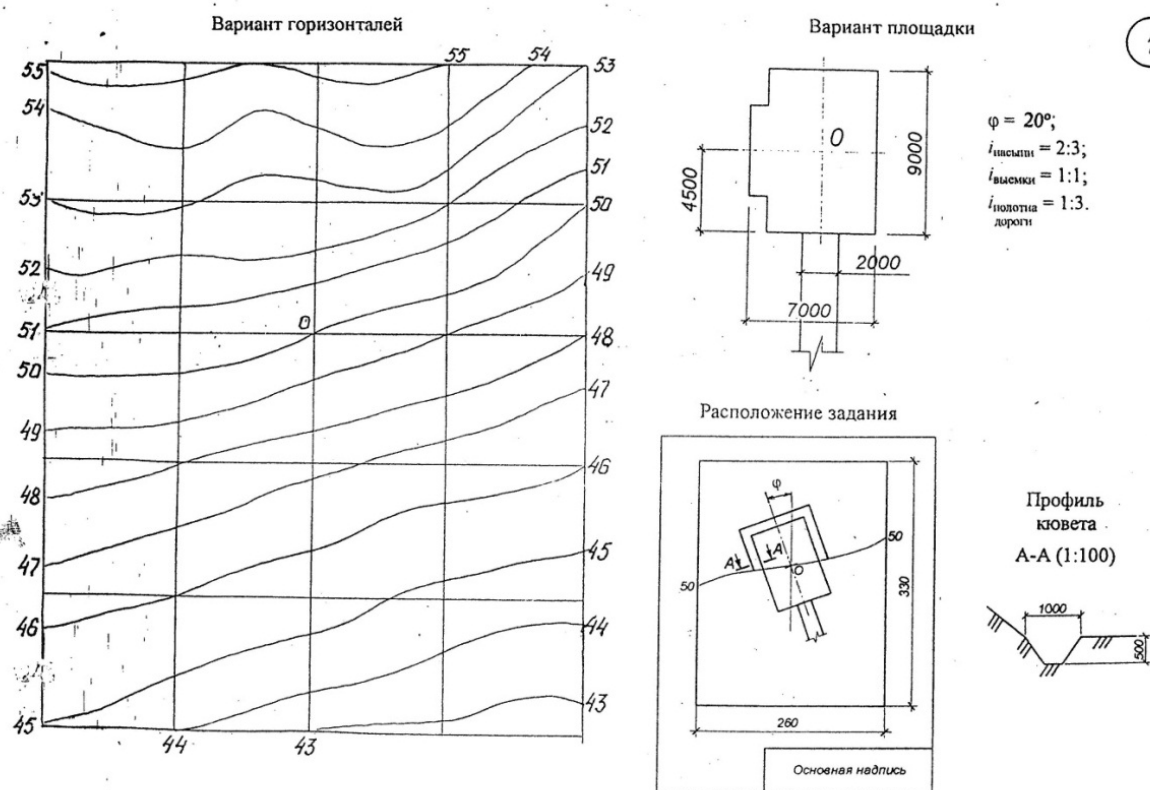 Вариант горизонталей
55 54 53
55
54
53
52
51
50
49
48
47
46
45
44 43
52
51
50
49
48
47
46
45
44
43
O
Вариант площадки
O
4500
9000
2000
7000
φ = 20º;
iнасыпи = 2:3;
iвыемки = 1:1;
iполотна = 1:3.
дороги
Расположение задания
φ
А А
О
50
50
330
260
Основная надпись
Профиль
кювета
А-А (1:100)
1000
500